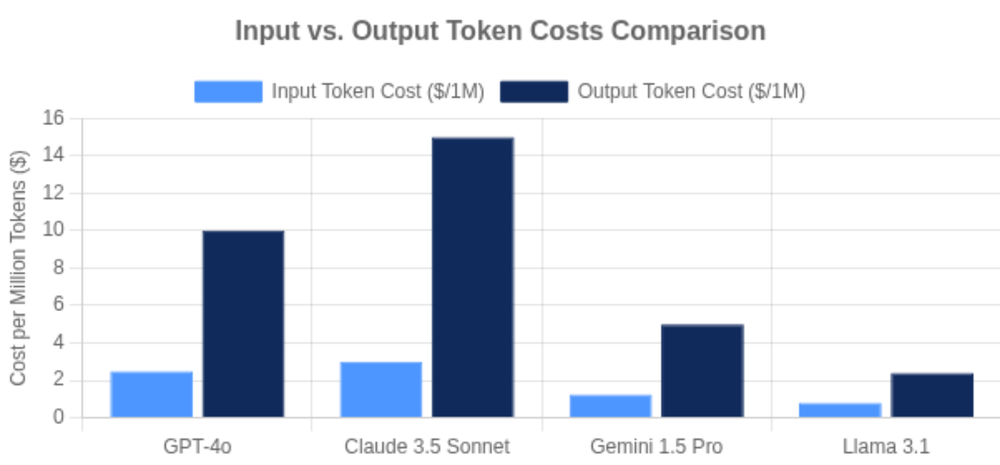 Input vs. Output Token Costs Comparison
Input Token Cost ($/1M) Output Token Cost ($/1M)
Cost per Million Tokens ($)
16
14
12
10
8
6
4
2
0
GPT-4o Claude 3.5 Sonnet Gemini 1.5 Pro Llama 3.1